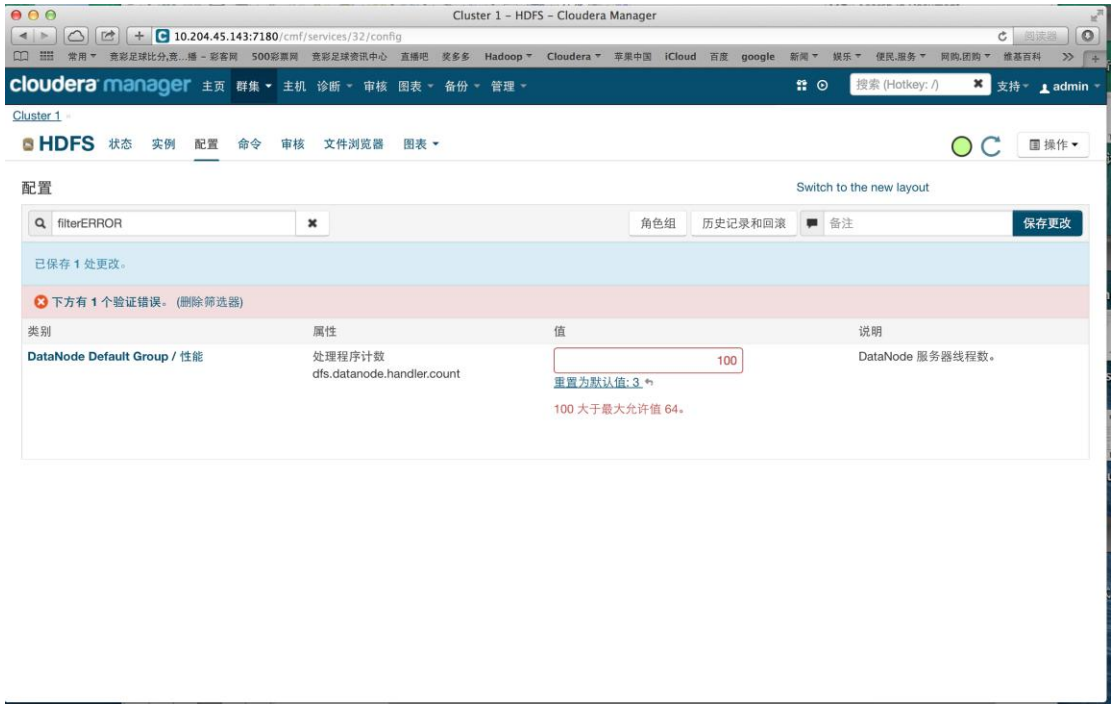 Cluster 1 – HDFS – Cloudera Manager
10.204.45.143:7180/cmf/services/32/config
阅读器
常用 竞彩足球比分,竞...播 – 彩客网 500彩票网 竞彩足球资讯中心 直播吧 奖多多 Hadoop Cloudera 苹果中国 iCloud 百度 google 新闻 娱乐 便民.服务 网购.团购 维基百科 >>
cloudera manager 主页 群集 主机 诊断 审核 图表 备份 管理 搜索 (Hotkey: /) 支持 admin
Cluster 1
HDFS 状态 实例 配置 命令 审核 文件浏览器 图表 操作
配置 Switch to the new layout
filterERROR 角色组 历史记录和回滚 备注 保存更改
已保存 1 处更改。
下方有 1 个验证错误。 (删除筛选器)
类别 属性 值 说明
DataNode Default Group / 性能 处理程序计数 100 DataNode 服务器线程数。
dfs.datanode.handler.count
重置为默认值: 3
100 大于最大允许值 64。